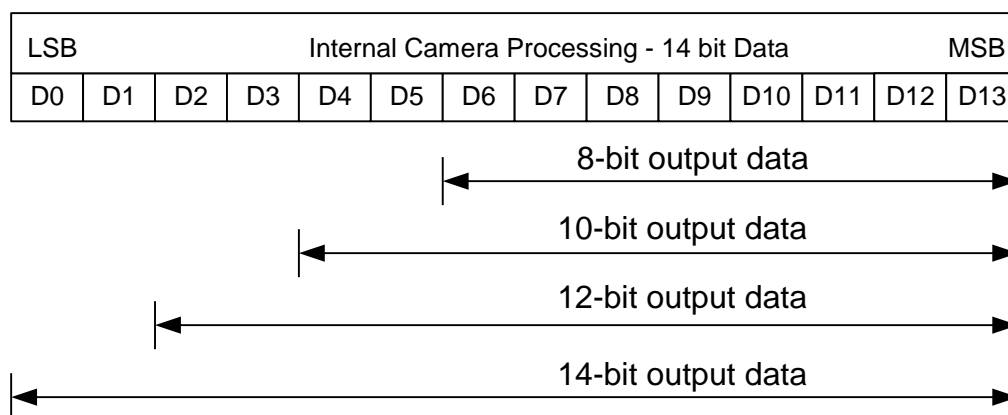 LSB Internal Camera Processing - 14 bit Data MSB
D0 D1 D2 D3 D4 D5 D6 D7 D8 D9 D10 D11 D12 D13
8-bit output data
10-bit output data
12-bit output data
14-bit output data